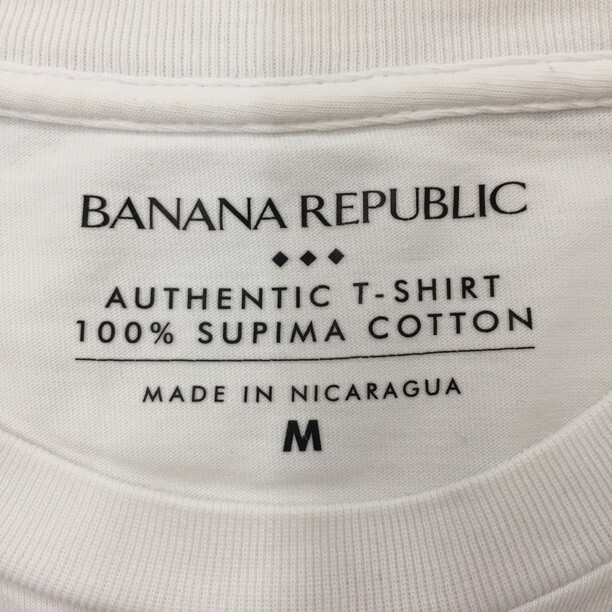 BANANA REPUBLIC
AUTHENTIC T-SHIRT
100% SUPIMA COTTON
MADE IN NICARAGUA
M